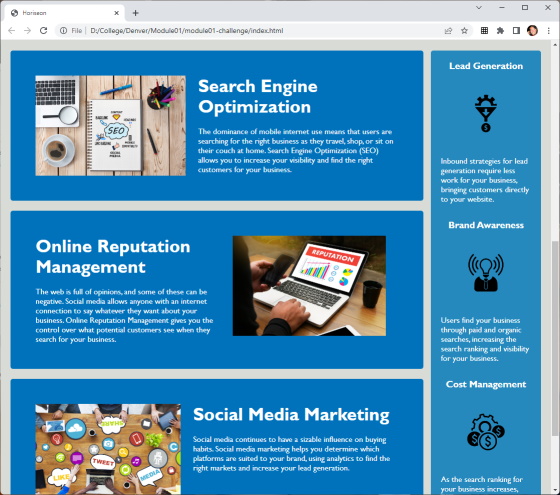 Horiseon
File
D:/College/Denver/Module01/module01-challenge/index.html
SEO
Search Engine
Optimization
The dominance of mobile internet use means that users are
searching for the right business as they travel, shop, or sit on
their couch at home. Search Engine Optimization (SEO)
allows you to increase your visibility and find the right
customers for your business.
Online Reputation
Management
The web is full of opinions, and some of these can be
negative. Social media allows anyone with an internet
connection to say whatever they want about your
business. Online Reputation Management gives you the
control over what potential customers see when they
search for your business.
REPUTATION
SHARE
LIKE
TWEET
MEDIA
Social Media Marketing
Social media continues to have a sizable influence on buying
habits. Social media marketing helps you determine which
platforms are suited to your brand, using analytics to find the
right markets and increase your lead generation.
Lead Generation
Inbound strategies for lead
generation require less
work for your business,
bringing customers directly
to your website.
Brand Awareness
Users find your business
through paid and organic
searches, increasing the
search ranking and visibility
for your business.
Cost Management
As the search ranking for
your business increases,